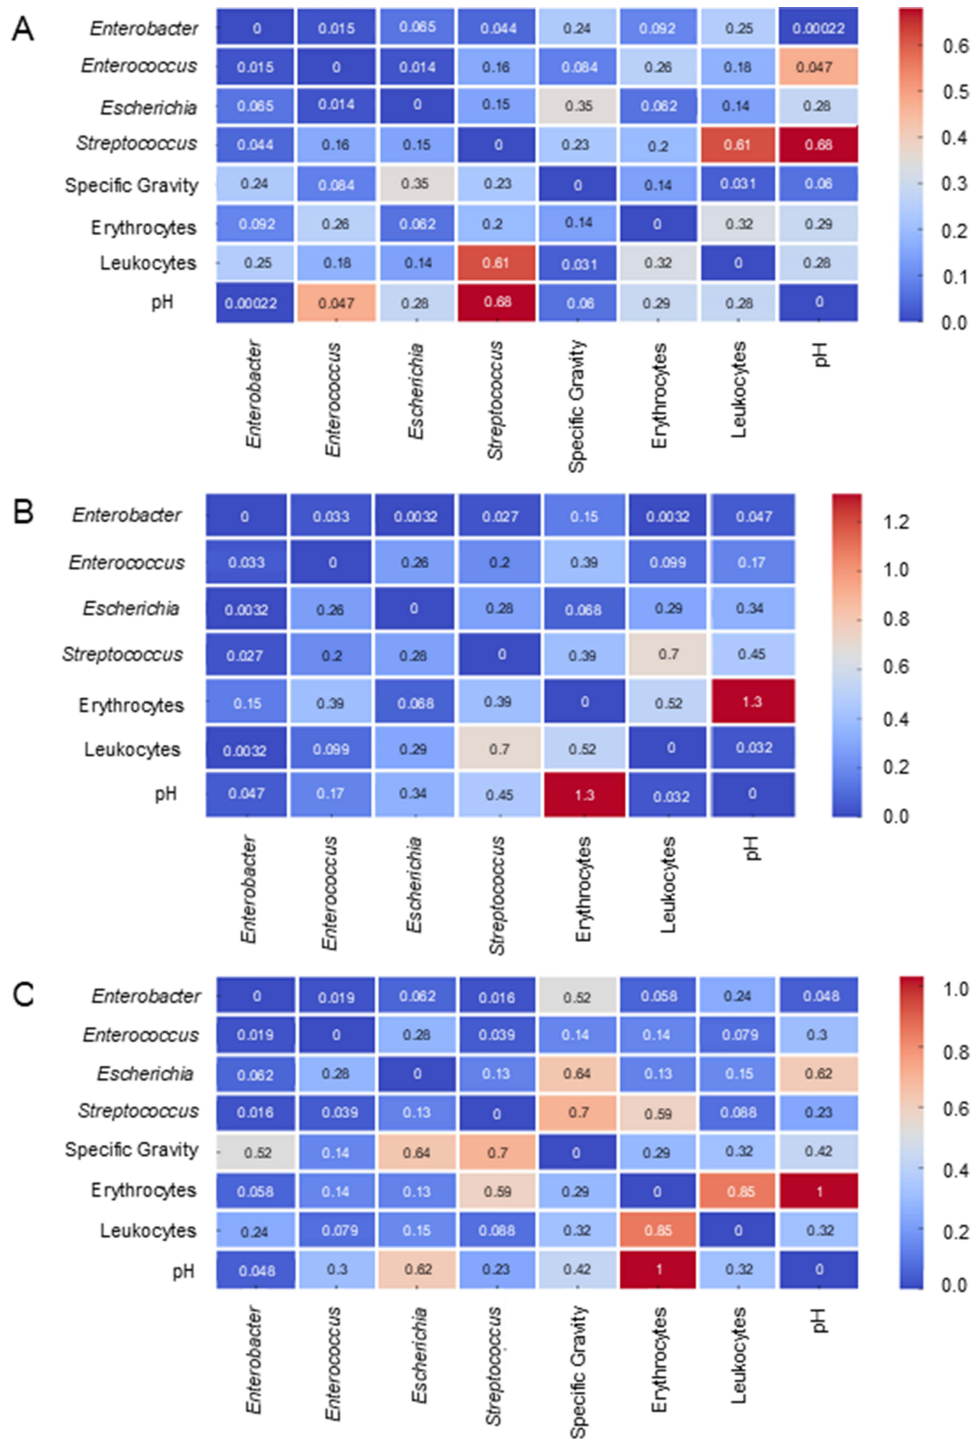 A
Enterobacter 0 0.015 0.065 0.044 0.24 0.092 0.25 0.00022
Enterococcus 0.015 0 0.014 0.16 0.084 0.26 0.18 0.047
Escherichia 0.065 0.014 0 0.15 0.35 0.062 0.14 0.28
Streptococcus 0.044 0.16 0.15 0 0.23 0.2 0.61 0.68
Specific Gravity 0.24 0.084 0.35 0.23 0 0.14 0.031 0.06
Erythrocytes 0.092 0.26 0.062 0.2 0.14 0 0.32 0.29
Leukocytes 0.25 0.18 0.14 0.61 0.031 0.32 0 0.28
pH 0.00022 0.047 0.28 0.68 0.06 0.29 0.28 0
Enterobacter
Enterococcus
Escherichia
Streptococcus
Specific Gravity
Erythrocytes
Leukocytes
pH
0.6
0.5
0.4
0.3
0.2
0.1
0.0
B
Enterobacter 0 0.033 0.0032 0.027 0.15 0.0032 0.047
Enterococcus 0.033 0 0.26 0.2 0.39 0.099 0.17
Escherichia 0.0032 0.26 0 0.28 0.068 0.29 0.34
Streptococcus 0.027 0.2 0.28 0 0.39 0.7 0.45
Erythrocytes 0.15 0.39 0.068 0.39 0 0.52 1.3
Leukocytes 0.0032 0.099 0.29 0.7 0.52 0 0.032
pH 0.047 0.17 0.34 0.45 1.3 0.032 0
Enterobacter
Enterococcus
Escherichia
Streptococcus
Erythrocytes
Leukocytes
pH
1.2
1.0
0.8
0.6
0.4
0.2
0.0
C
Enterobacter 0 0.019 0.062 0.016 0.52 0.058 0.24 0.048
Enterococcus 0.019 0 0.28 0.039 0.14 0.14 0.079 0.3
Escherichia 0.062 0.28 0 0.13 0.64 0.13 0.15 0.62
Streptococcus 0.016 0.039 0.13 0 0.7 0.59 0.088 0.23
Specific Gravity 0.52 0.14 0.64 0.7 0 0.29 0.32 0.42
Erythrocytes 0.058 0.14 0.13 0.59 0.29 0 0.85 1
Leukocytes 0.24 0.079 0.15 0.088 0.32 0.85 0 0.32
pH 0.048 0.3 0.62 0.23 0.42 1 0.32 0
Enterobacter
Enterococcus
Escherichia
Streptococcus
Specific Gravity
Erythrocytes
Leukocytes
pH
1.0
0.8
0.6
0.4
0.2
0.0